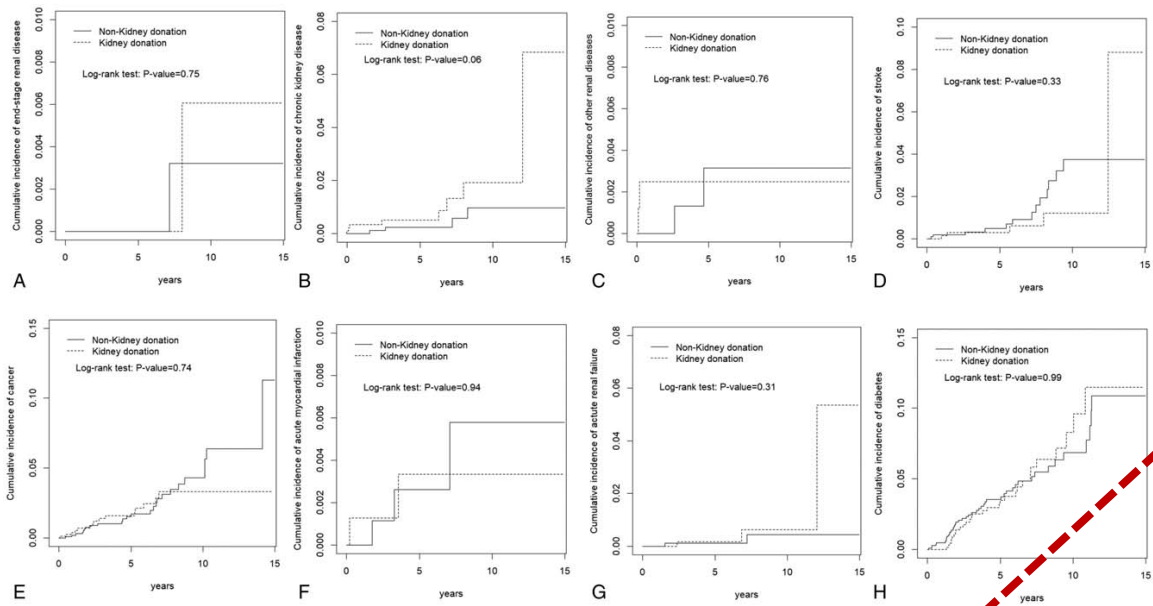 Cumulative incidence of end-stage renal disease
0.010
0.008
0.006
0.004
0.002
0.000
Non-Kidney donation
Kidney donation
Log-rank test: P-value=0.75
0 5 10 15
years
A
Cumulative incidence of chronic kidney disease
0.08
0.06
0.04
0.02
0.00
Non-Kidney donation
Kidney donation
Log-rank test: P-value=0.06
0 5 10 15
years
B
Cumulative incidence of other renal diseases
0.010
0.008
0.006
0.004
0.002
0.000
Non-Kidney donation
Kidney donation
Log-rank test: P-value=0.76
0 5 10 15
years
C
Cumulative incidence of stroke
0.10
0.08
0.06
0.04
0.02
0.00
Non-Kidney donation
Kidney donation
Log-rank test: P-value=0.33
0 5 10 15
years
D
Cumulative incidence of cancer
0.15
0.10
0.05
0.00
Non-Kidney donation
Kidney donation
Log-rank test: P-value=0.74
0 5 10 15
years
E
Cumulative incidence of acute myocardial infarction
0.010
0.008
0.006
0.004
0.002
0.000
Non-Kidney donation
Kidney donation
Log-rank test: P-value=0.94
0 5 10 15
years
F
Cumulative incidence of actute renal failure
0.08
0.06
0.04
0.02
0.00
Non-Kidney donation
Kidney donation
Log-rank test: P-value=0.31
0 5 10 15
years
G
Cumulative incidence of diabetes
0.15
0.10
0.05
0.00
Non-Kidney donation
Kidney donation
Log-rank test: P-value=0.99
0 5 10 15
years
H